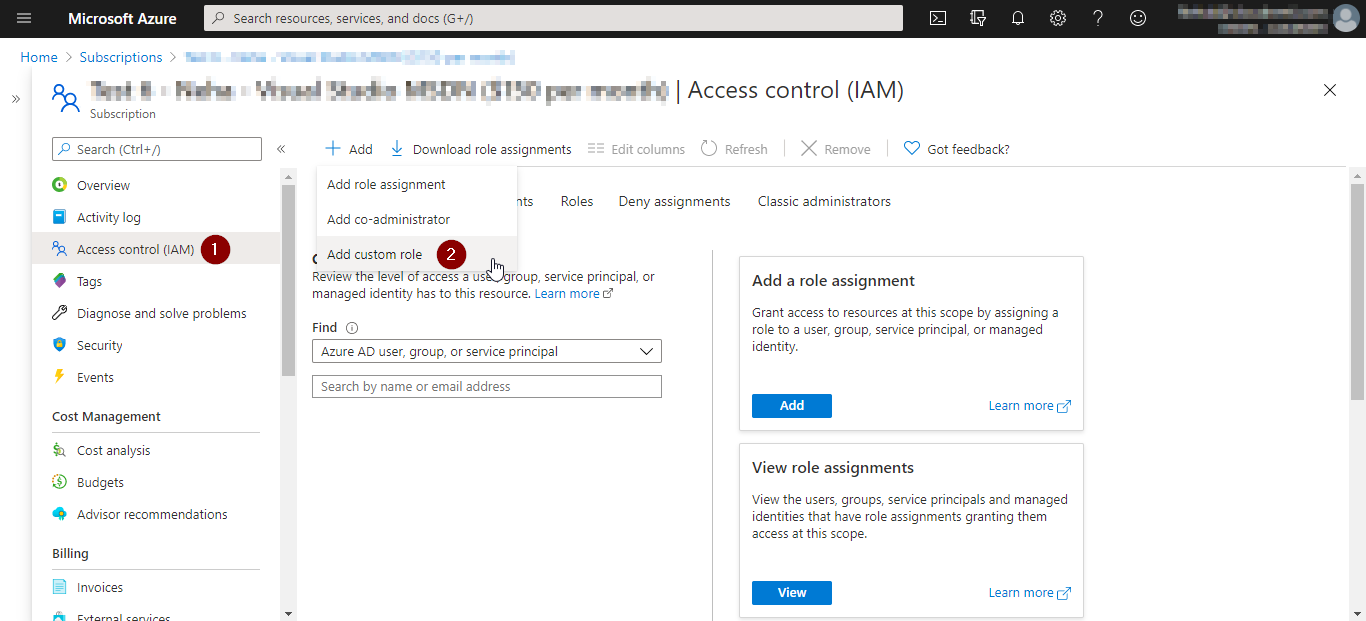 Microsoft Azure
Search resources, services, and docs (G+/)
Home > Subscriptions >
| Access control (IAM)
Subscription
Search (Ctrl+/)
«
Overview
Activity log
Access control (IAM) 1
Tags
Diagnose and solve problems
Security
Events
Cost Management
Cost analysis
Budgets
Advisor recommendations
Billing
Invoices
External services
+ Add
Download role assignments
Edit columns
Refresh
Remove
Got feedback?
Add role assignment
Add co-administrator
Add custom role 2
nts
Roles
Deny assignments
Classic administrators
Review the level of access a user, group, service principal, or
managed identity has to this resource. Learn more
Find
Azure AD user, group, or service principal
Search by name or email address
Add a role assignment
Grant access to resources at this scope by assigning a
role to a user, group, service principal, or managed
identity.
Add
Learn more
View role assignments
View the users, groups, service principals and managed
identities that have role assignments granting them
access at this scope.
View
Learn more